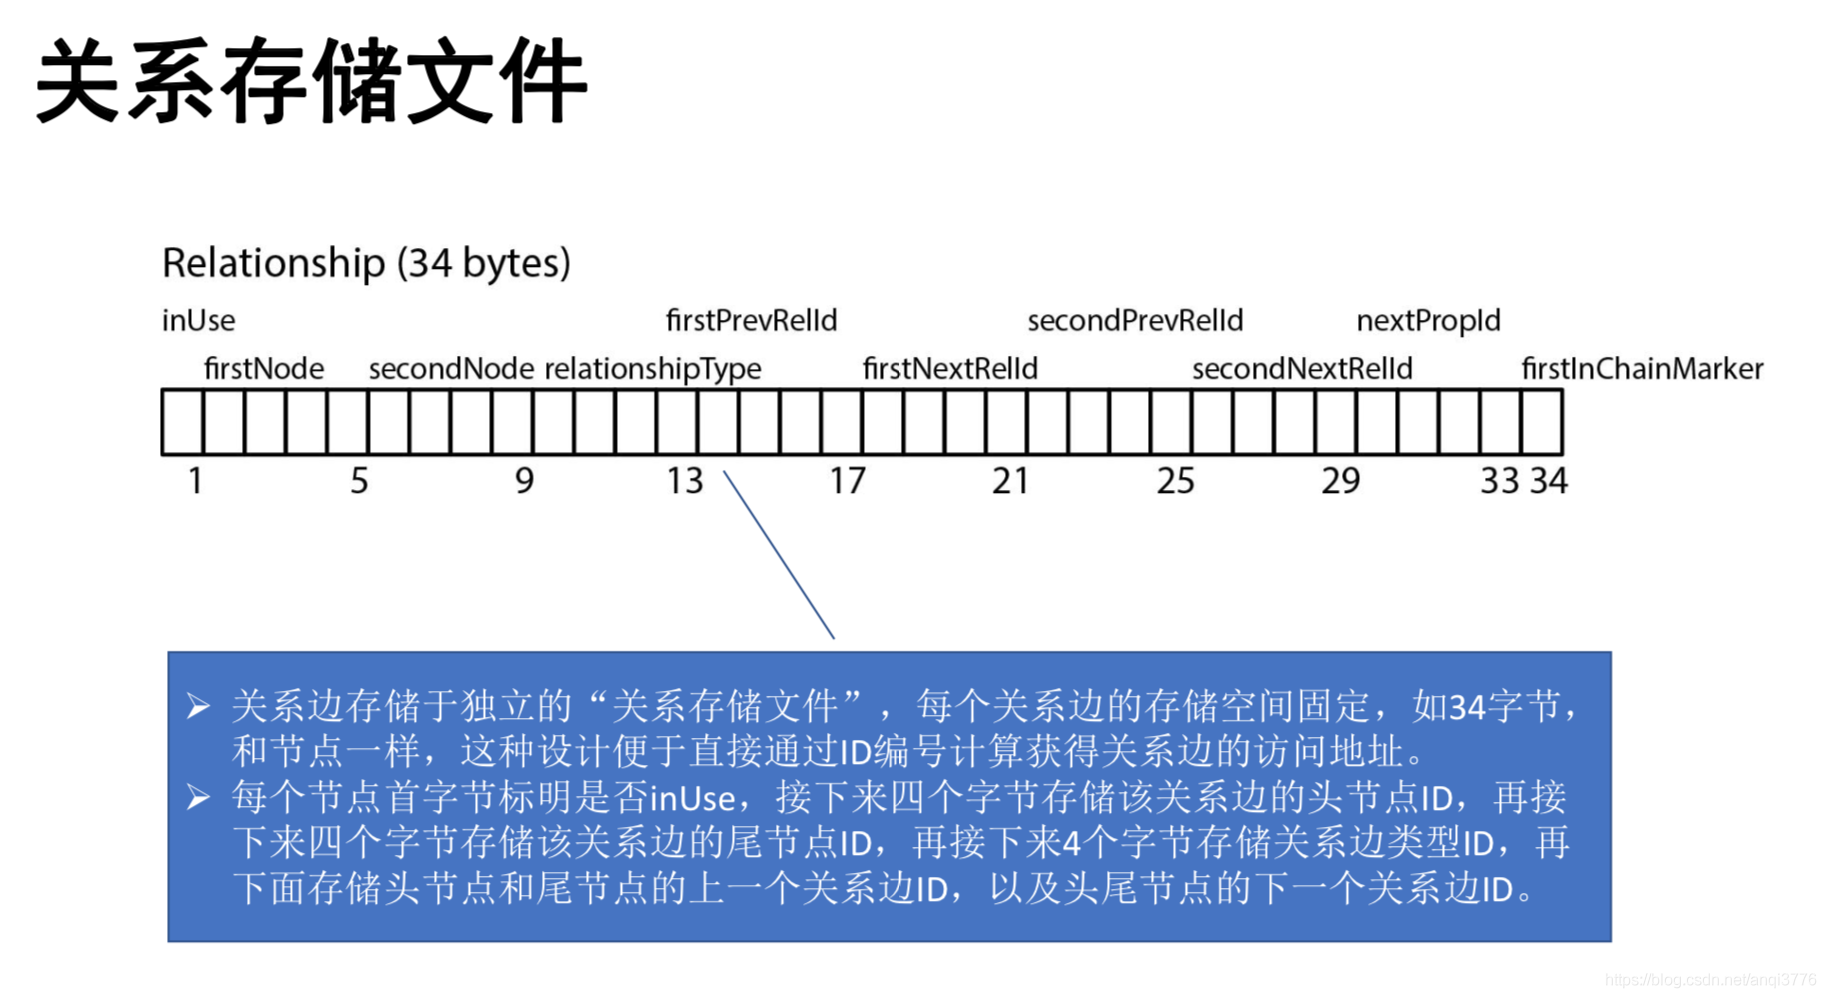 关系存储文件
Relationship (34 bytes)
inUse firstPrevRelId secondPrevRelId nextPropId
firstNode secondNode relationshipType firstNextRelId secondNextRelId firstInChainMarker
1 5 9 13 17 21 25 29 33 34
➢ 关系边存储于独立的“关系存储文件”，每个关系边的存储空间固定，如34字节，
和节点一样，这种设计便于直接通过ID编号计算获得关系边的访问地址。
➢ 每个节点首字节标明是否inUse，接下来四个字节存储该关系边的头节点ID，再接
下来四个字节存储该关系边的尾节点ID，再接下来4个字节存储关系边类型ID，再
下面存储头节点和尾节点的上一个关系边ID，以及头尾节点的下一个关系边ID。
https://blog.csdn.net/anqi3776